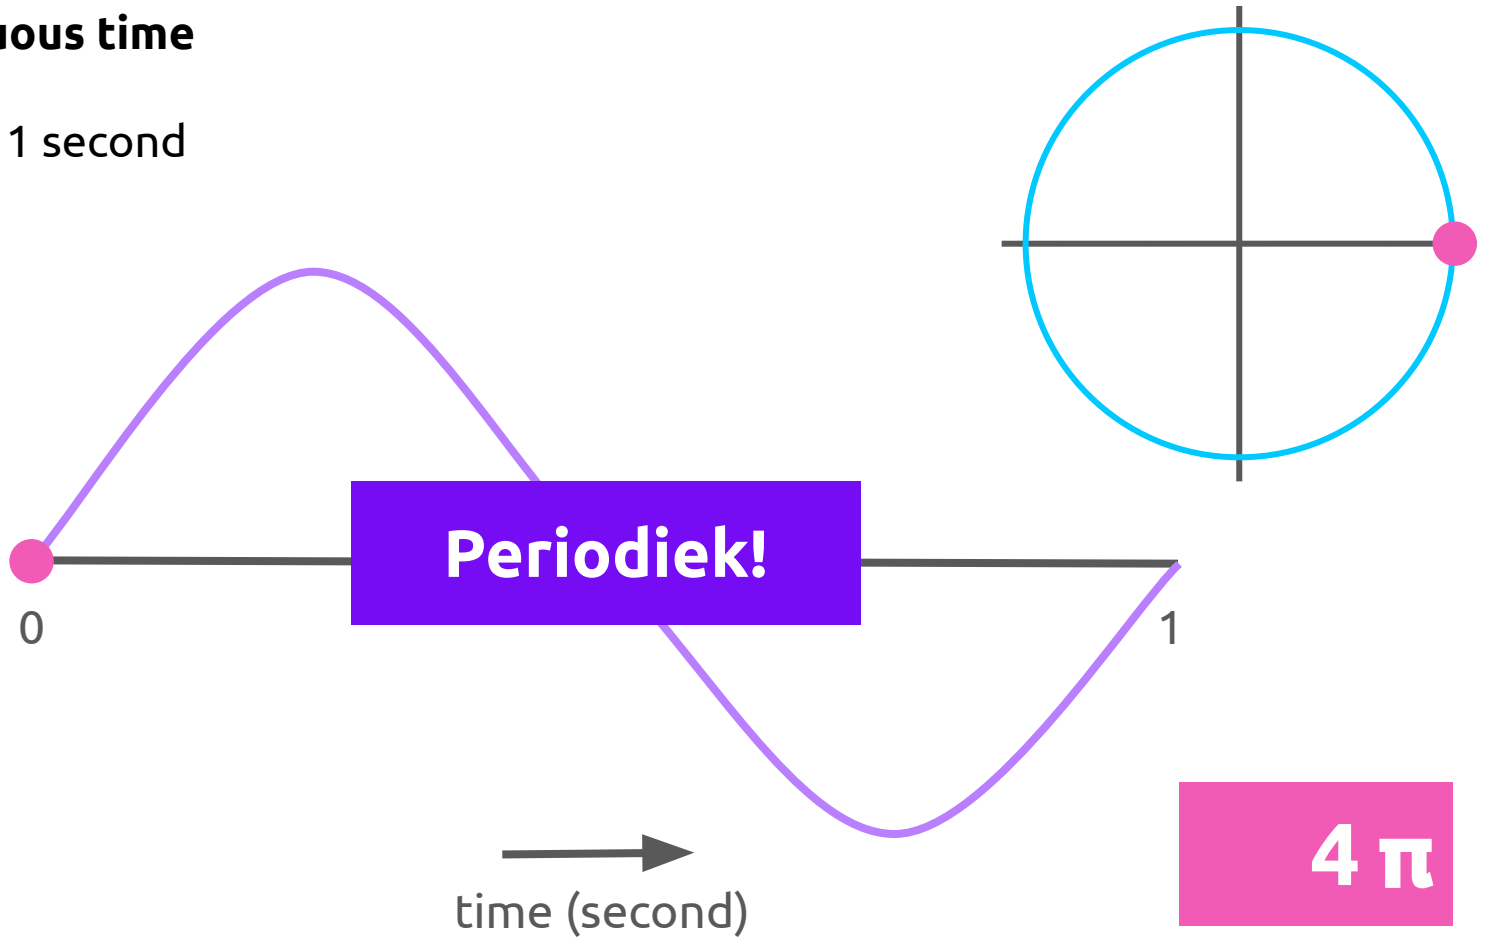 uous time
1 second
Periodiek!
0
1
4 π
time (second)